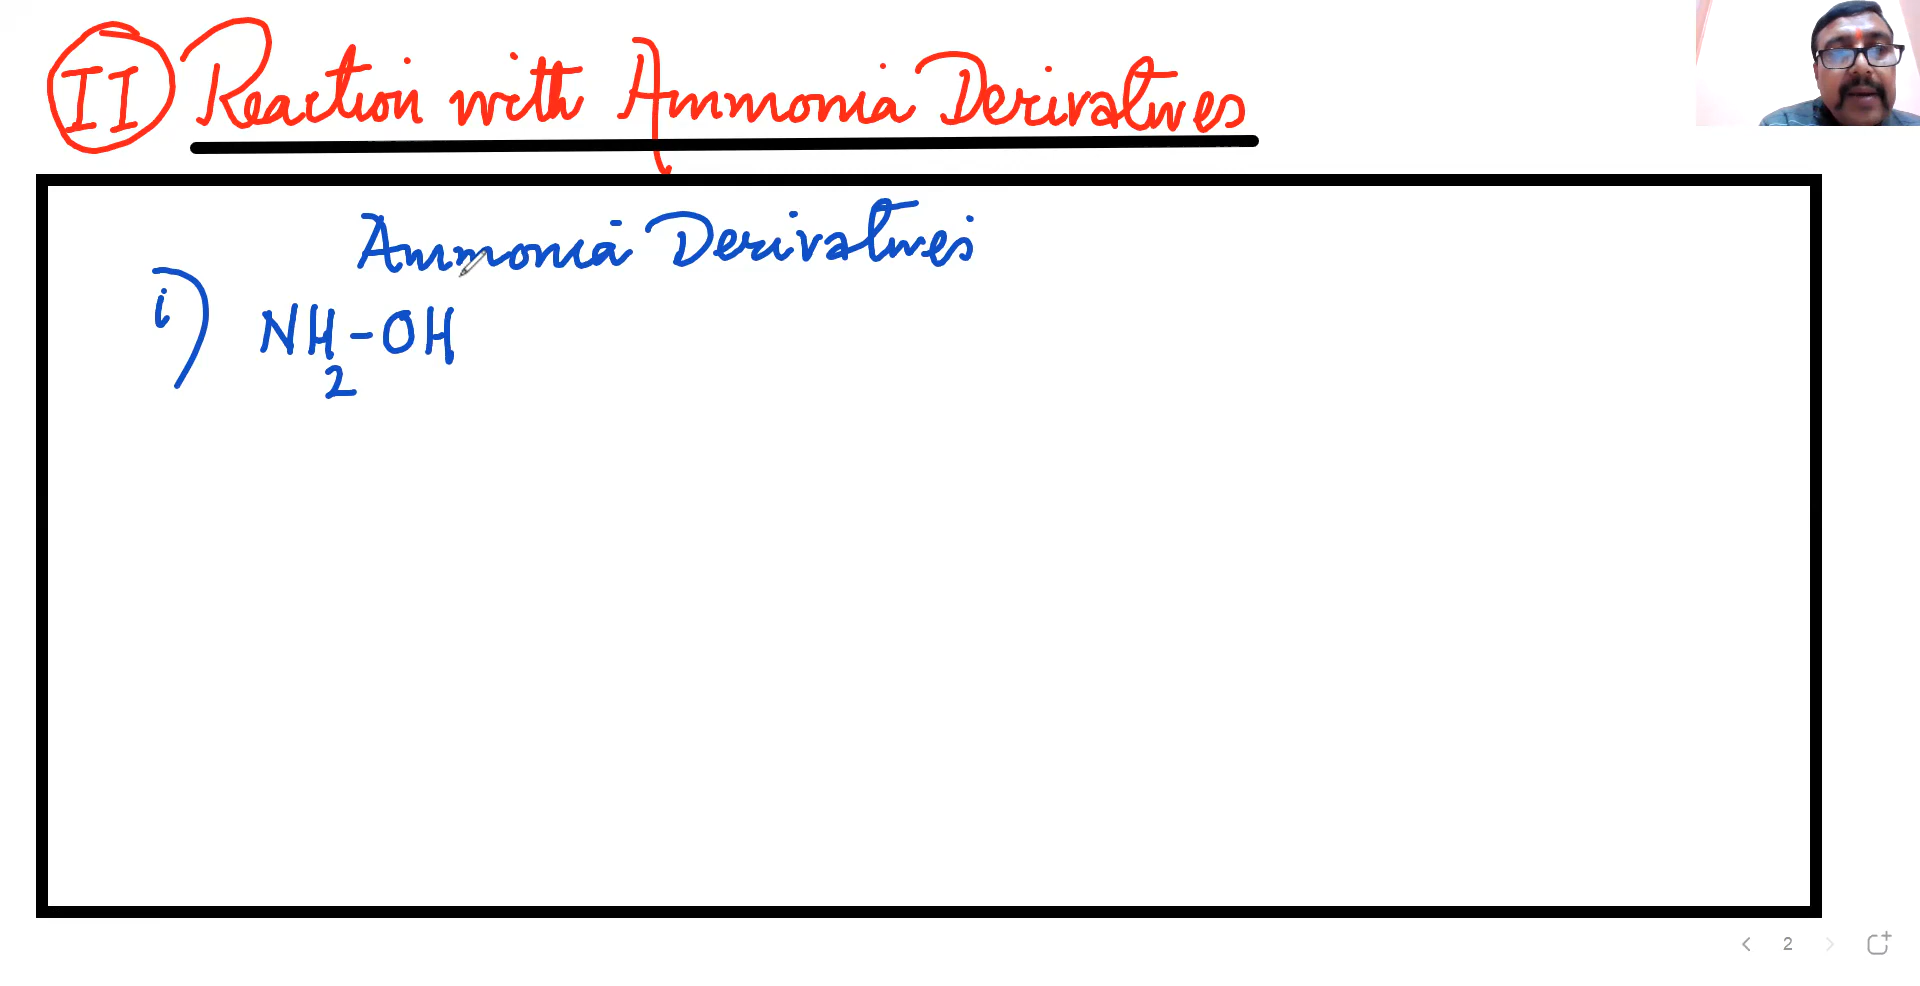 II Reaction with Ammonia Derivatives
Ammonia Derivatives
i) NH2-OH
2